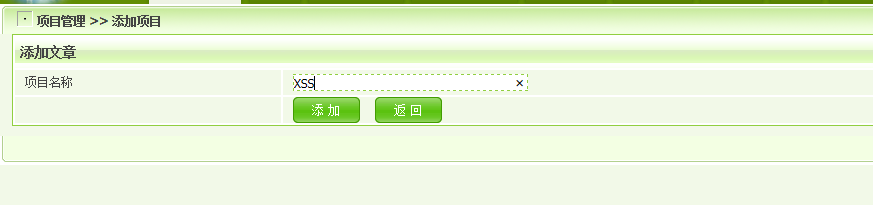 项目管理 >> 添加项目
添加文章
项目名称 XSS ×
添 加 返 回